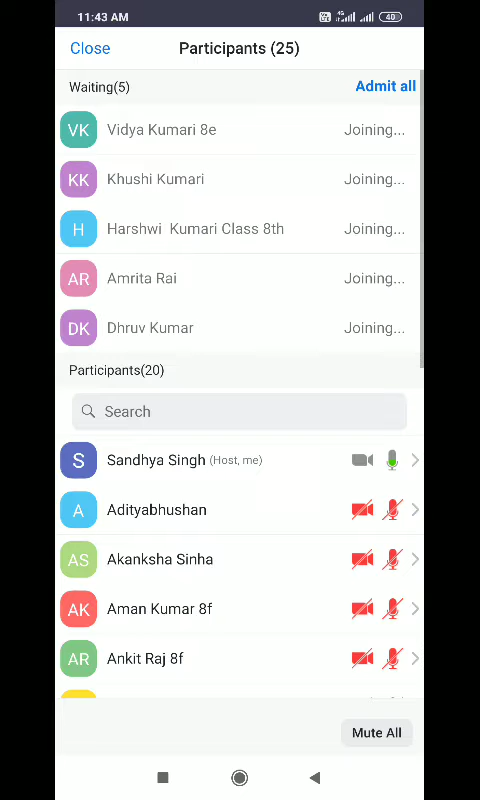 11:43 AM
4G
40
Close Participants (25)
Waiting(5) Admit all
VK Vidya Kumari 8e Joining...
KK Khushi Kumari Joining...
H Harshwi Kumari Class 8th Joining...
AR Amrita Rai Joining...
DK Dhruv Kumar Joining...
Participants(20)
Search
S Sandhya Singh (Host, me)
A Adityabhushan
AS Akanksha Sinha
AK Aman Kumar 8f
AR Ankit Raj 8f
Mute All